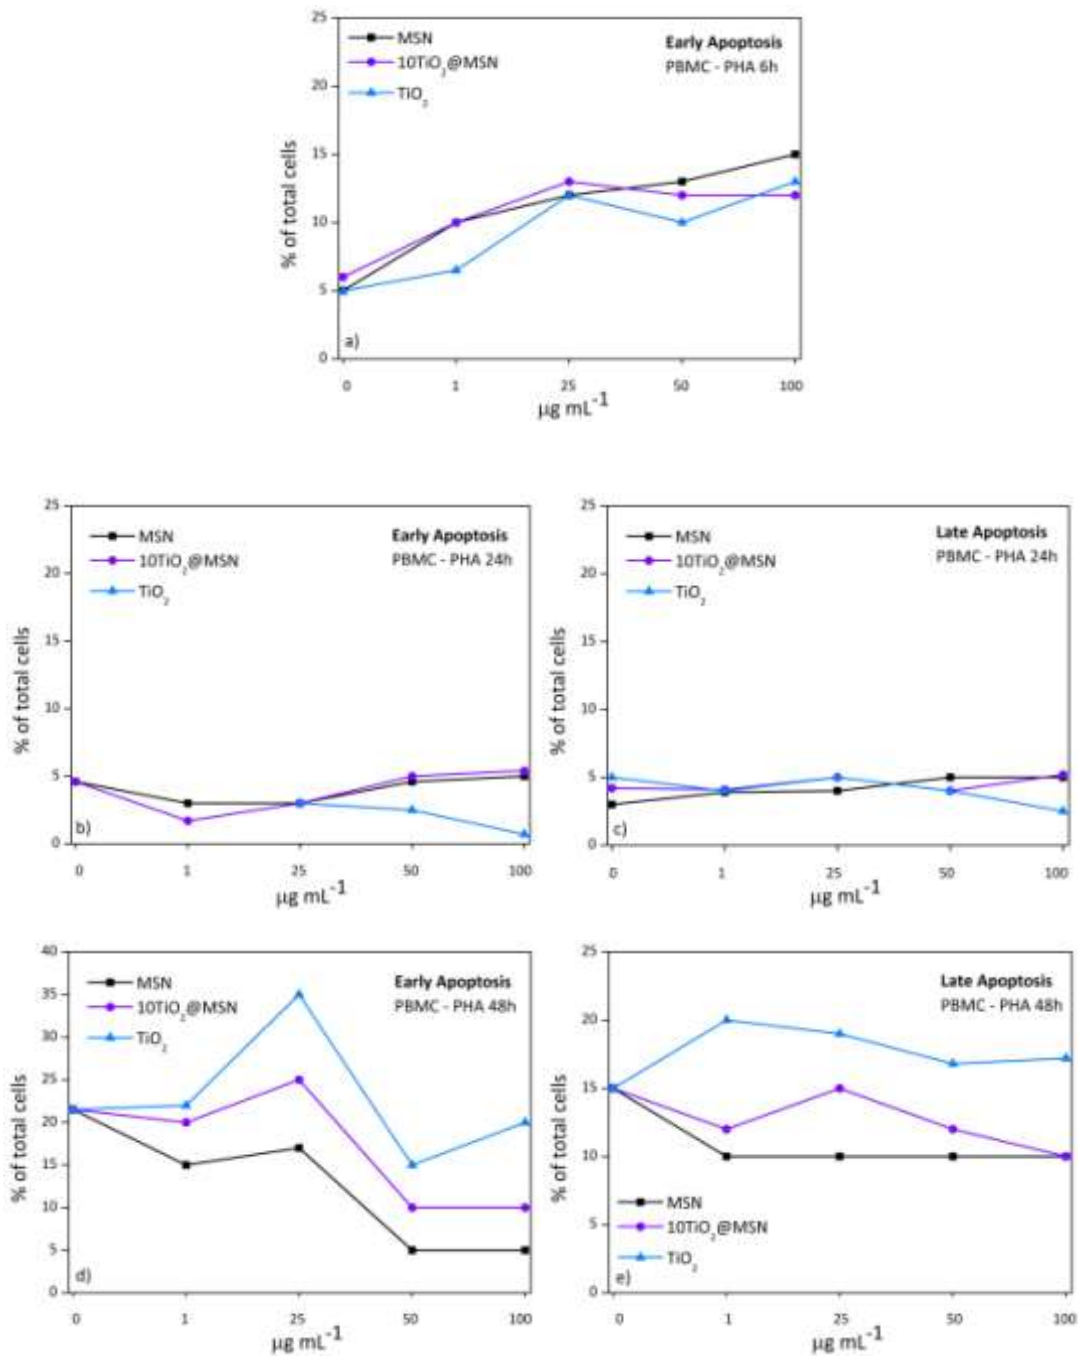 25
MSN
10TiO2@MSN
TiO2
Early Apoptosis
PBMC - PHA 6h
20
15
10
5
0
% of total cells
a)
0 1 25 50 100
µg mL-1
25
MSN
10TiO2@MSN
TiO2
Early Apoptosis
PBMC - PHA 24h
20
15
10
5
0
% of total cells
b)
0 1 25 50 100
µg mL-1
25
MSN
10TiO2@MSN
TiO2
Late Apoptosis
PBMC - PHA 24h
20
15
10
5
0
% of total cells
c)
0 1 25 50 100
µg mL-1
40
MSN
10TiO2@MSN
TiO2
Early Apoptosis
PBMC - PHA 48h
35
30
25
20
15
10
5
0
% of total cells
d)
0 1 25 50 100
µg mL-1
25
Late Apoptosis
PBMC - PHA 48h
20
15
10
5
0
% of total cells
MSN
10TiO2@MSN
TiO2
e)
0 1 25 50 100
µg mL-1